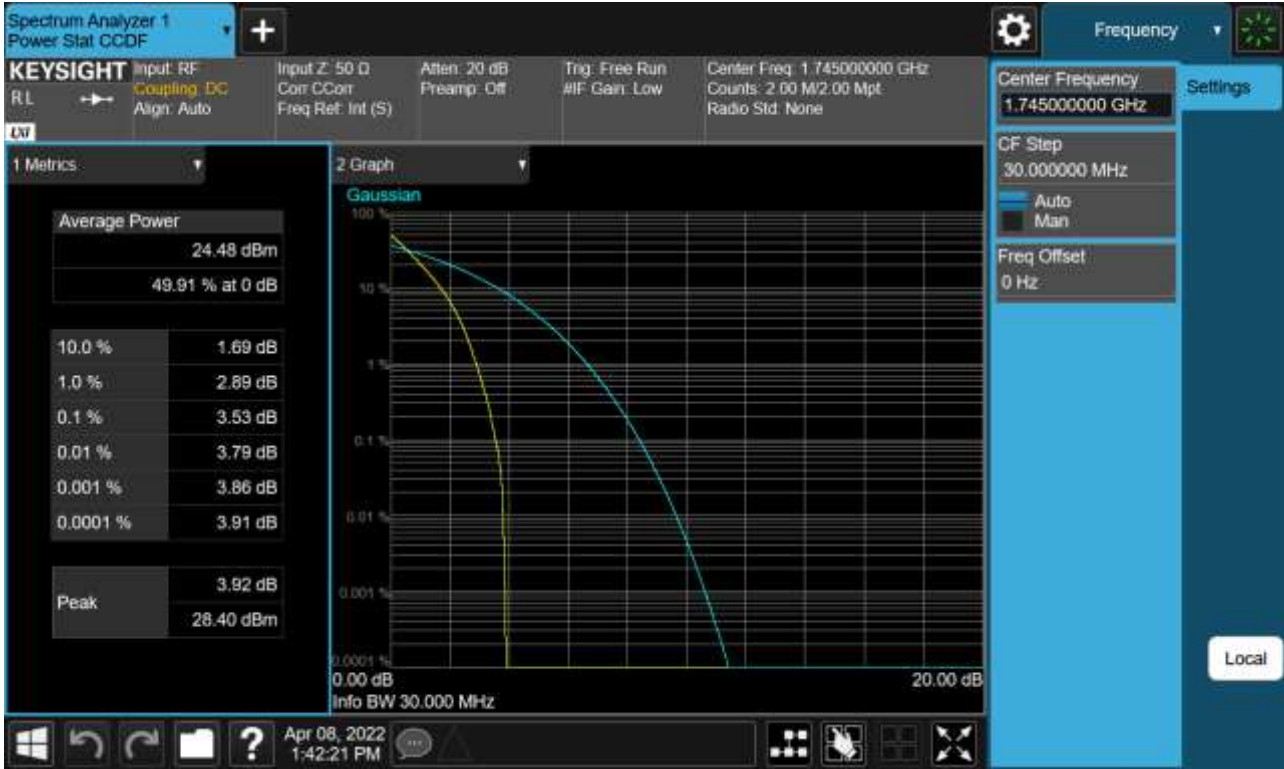 Spectrum Analyzer 1
Power Stat CCDF
Frequency
KEYSIGHT
RL
LXI
Input: RF
Coupling: DC
Align: Auto
Input Z: 50 Ω
Corr CCorr
Freq Ref: Int (S)
Atten: 20 dB
Preamp: Off
Trig: Free Run
#IF Gain: Low
Center Freq: 1.745000000 GHz
Counts: 2.00 M/2.00 Mpt
Radio Std: None
Center Frequency
1.745000000 GHz
Settings
CF Step
30.000000 MHz
Auto
Man
Freq Offset
0 Hz
Local
1 Metrics
Average Power
24.48 dBm
49.91 % at 0 dB
10.0 % 1.69 dB
1.0 % 2.89 dB
0.1 % 3.53 dB
0.01 % 3.79 dB
0.001 % 3.86 dB
0.0001 % 3.91 dB
Peak
3.92 dB
28.40 dBm
2 Graph
Gaussian
100 %
10 %
1 %
0.1 %
0.01 %
0.001 %
0.0001 %
0.00 dB 20.00 dB
Info BW 30.000 MHz
Apr 08, 2022
1:42:21 PM